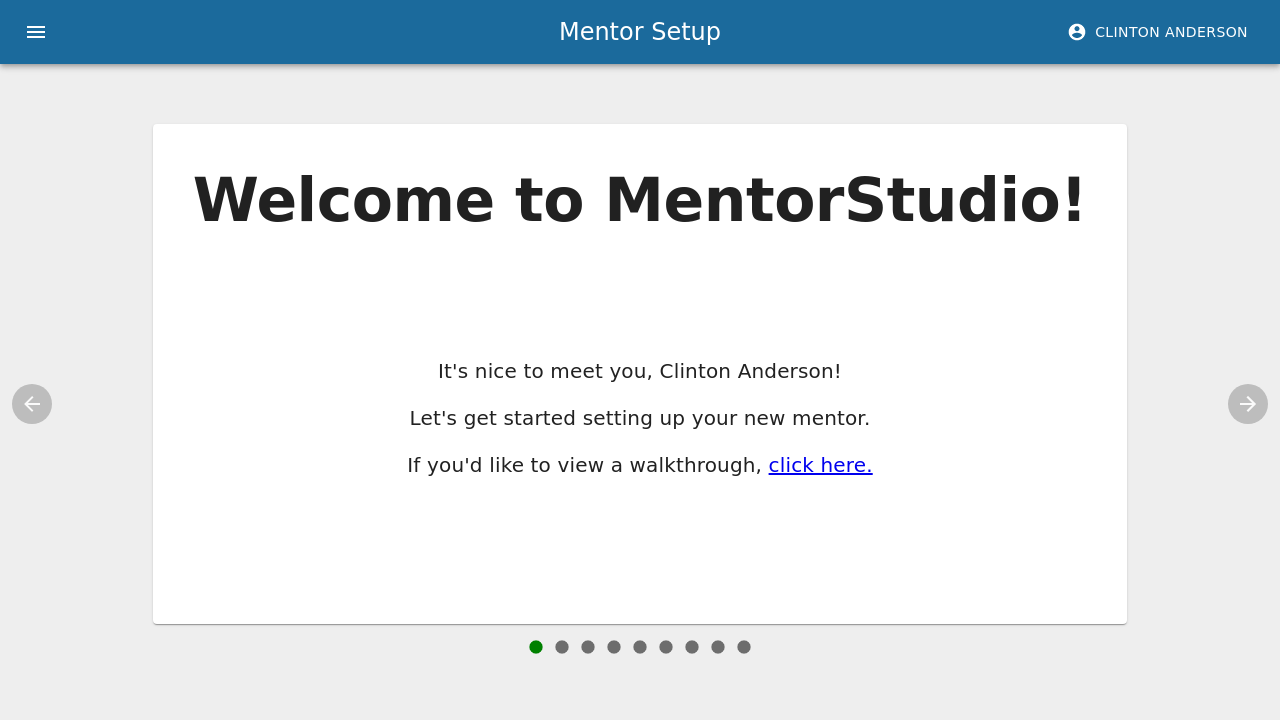 Mentor Setup
CLINTON ANDERSON
Welcome to MentorStudio!
It's nice to meet you, Clinton Anderson!
Let's get started setting up your new mentor.
If you'd like to view a walkthrough, click here.